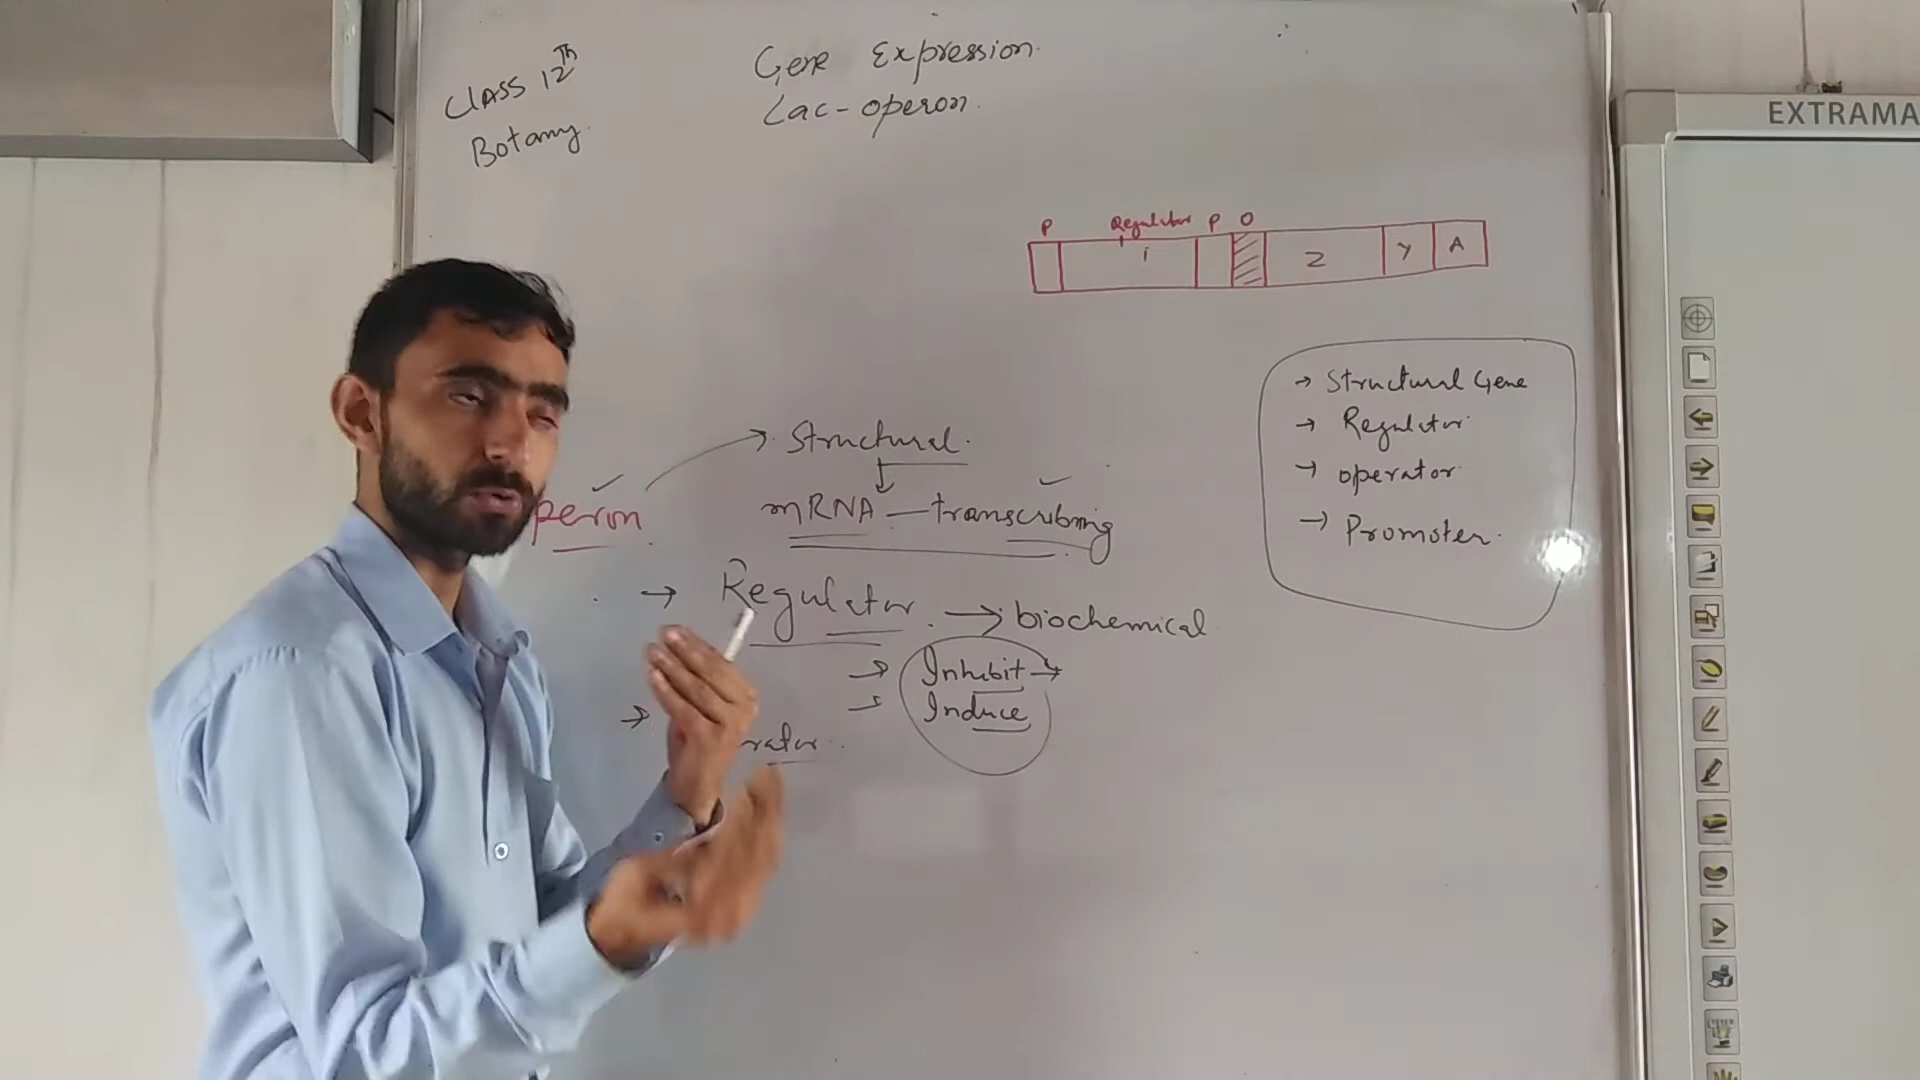 CLASS 12Th
Botany.
Gene Expression.
Lac-operon.
EXTRAMA
P Regulator P O
i Z Y A
→ Structural Gene
→ Regulator
→ operator
→ Promoter.
→ Structural.
peron
mRNA — transcribing
→ Regulator. → biochemical
→ Inhibit →
→ Induce
→ rator.